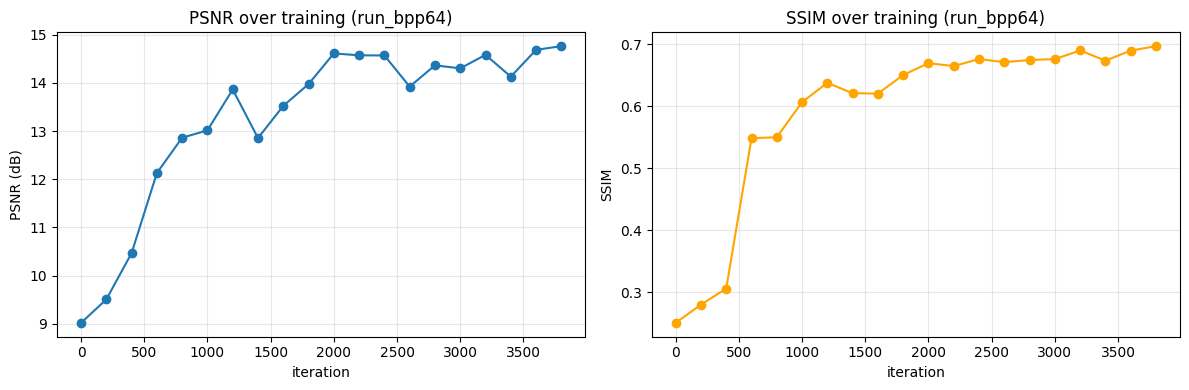 PSNR over training (run_bpp64)
15
14
13
12
11
10
9
PSNR (dB)
0 500 1000 1500 2000 2500 3000 3500
iteration
SSIM over training (run_bpp64)
0.7
0.6
0.5
0.4
0.3
SSIM
0 500 1000 1500 2000 2500 3000 3500
iteration